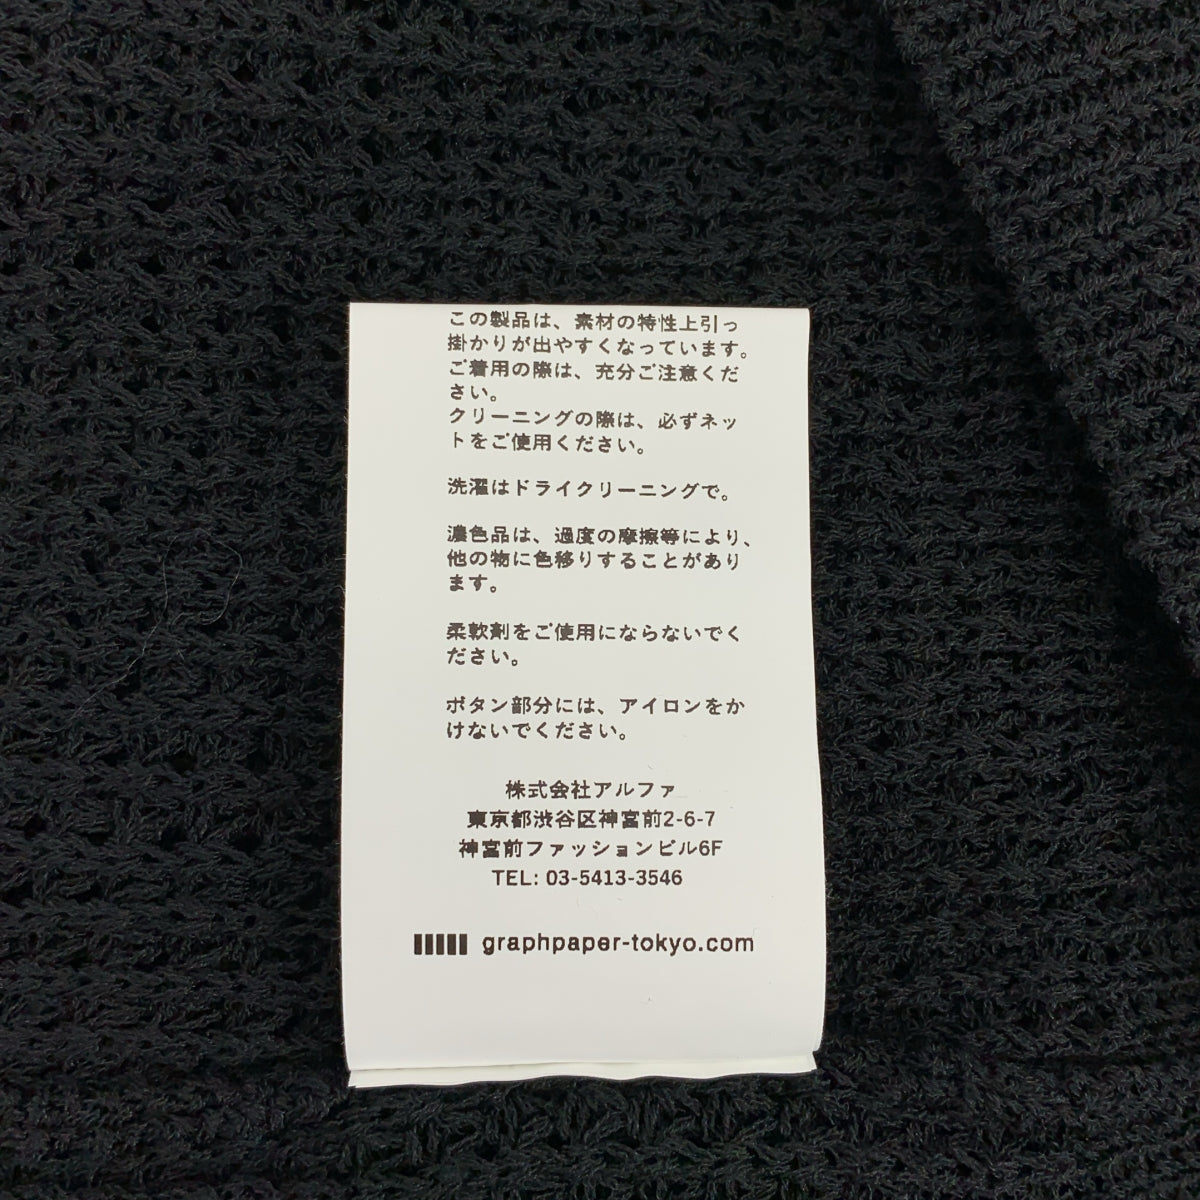 この製品は、素材の特性上引っ
掛かりが出やすくなっています。
ご着用の際は、充分ご注意くだ
さい。
クリーニングの際は、必ずネッ
トをご使用ください。
洗濯はドライクリーニングで。
濃色品は、過度の摩擦等により、
他の物に色移りすることがあり
ます。
柔軟剤をご使用にならないでく
ださい。
ボタン部分には、アイロンをか
けないでください。
株式会社アルファ
東京都渋谷区神宮前2-6-7
神宮前ファッションビル6F
TEL: 03-5413-3546
graphpaper-tokyo.com